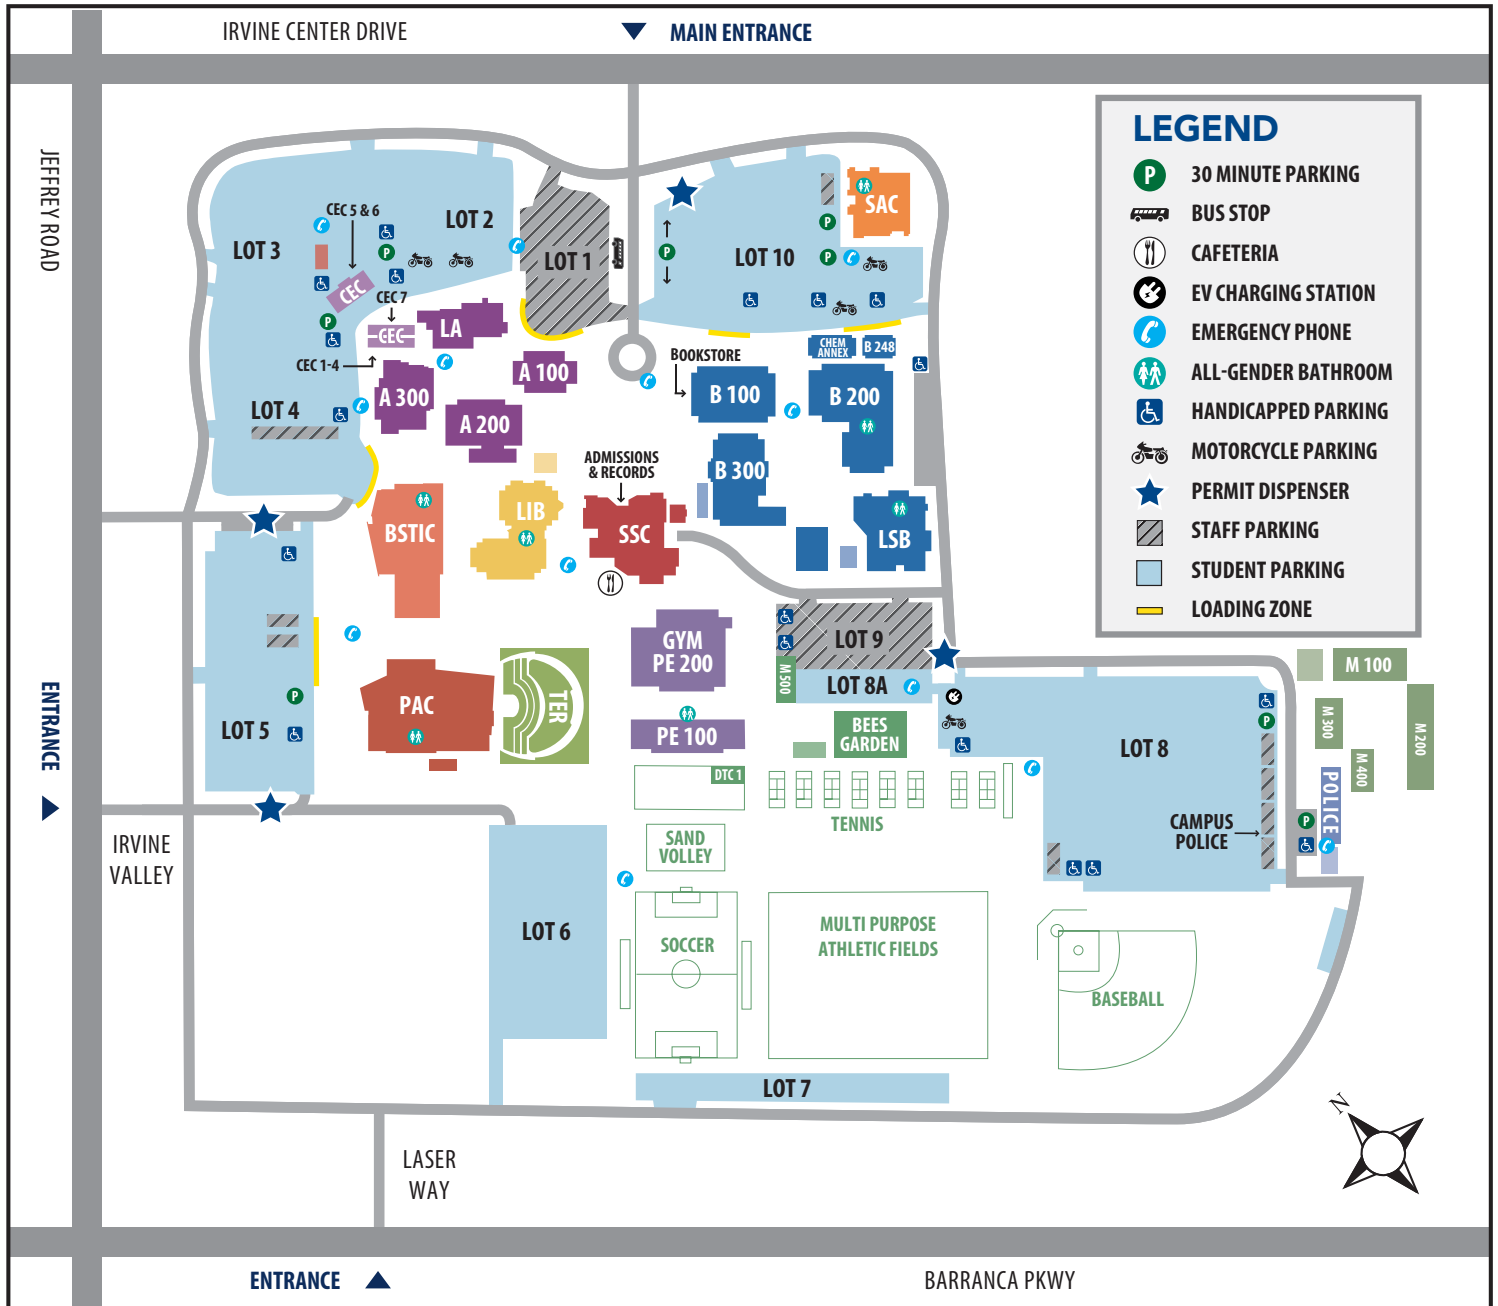 IRVINE CENTER DRIVE
MAIN ENTRANCE
JEFFREY ROAD
LEGEND
P
30 MINUTE PARKING
BUS STOP
CAFETERIA
EV CHARGING STATION
EMERGENCY PHONE
ALL-GENDER BATHROOM
HANDICAPPED PARKING
MOTORCYCLE PARKING
PERMIT DISPENSER
STAFF PARKING
STUDENT PARKING
LOADING ZONE
CEC 5 & 6
LOT 2
LOT 3
P
CEC
CEC 7
P
CEC
LA
CEC 1-4
LOT 4
A 300
A 200
A 100
LOT 1
P
LOT 10
P
P
SAC
BOOKSTORE
B 100
CHEM
ANNEX
B 248
B 200
B 300
ADMISSIONS
& RECORDS
SSC
LIB
BSTIC
LSB
LOT 9
LOT 8A
M 500
GYM
PE 200
PE 100
BEES
GARDEN
DTC 1
TENNIS
PAC
TER
P
LOT 5
ENTRANCE
IRVINE
VALLEY
LOT 6
SAND
VOLLEY
SOCCER
MULTI PURPOSE
ATHLETIC FIELDS
BASEBALL
LOT 7
LOT 8
P
CAMPUS
POLICE
P
POLICE
M 100
M 300
M 200
M 400
N
LASER
WAY
ENTRANCE
BARRANCA PKWY